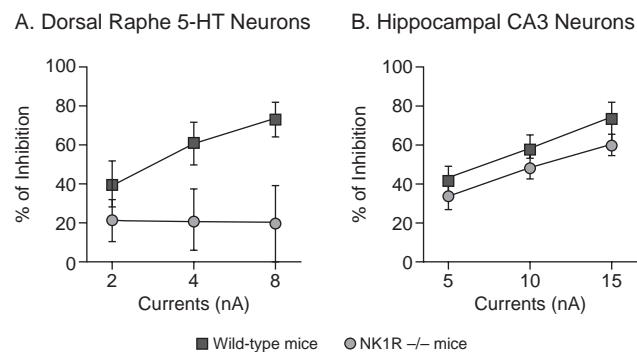 A. Dorsal Raphe 5-HT Neurons
% of Inhibition
100
80
60
40
20
0
2
4
8
Currents (nA)
B. Hippocampal CA3 Neurons
% of Inhibition
100
80
60
40
20
0
5
10
15
Currents (nA)
Wild-type mice
NK1R –/– mice